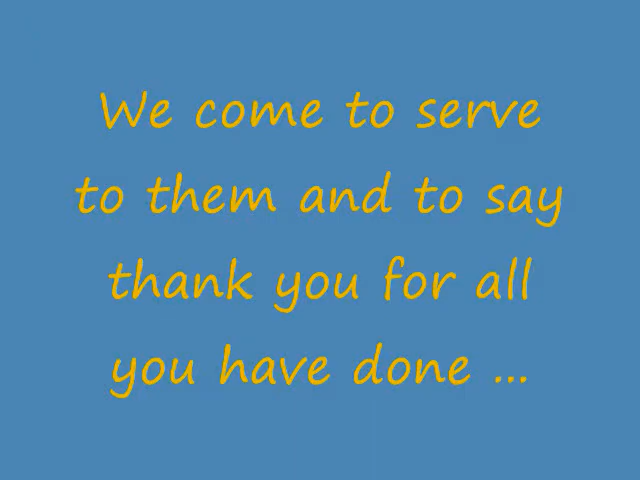 We come to serve
to them and to say
thank you for all
you have done ...